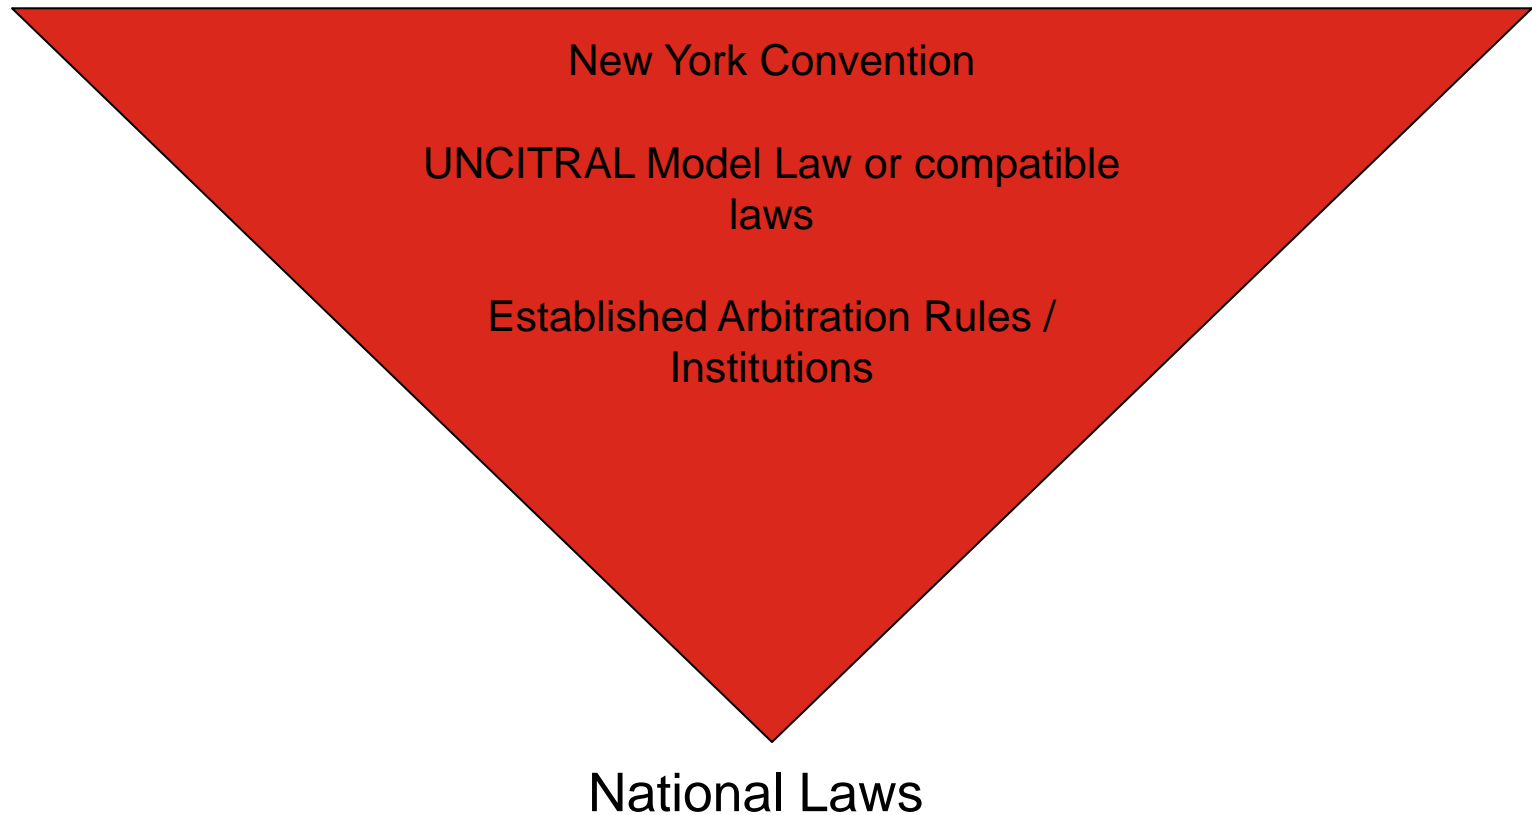 New York Convention
UNCITRAL Model Law or compatible
laws
Established Arbitration Rules /
Institutions
National Laws